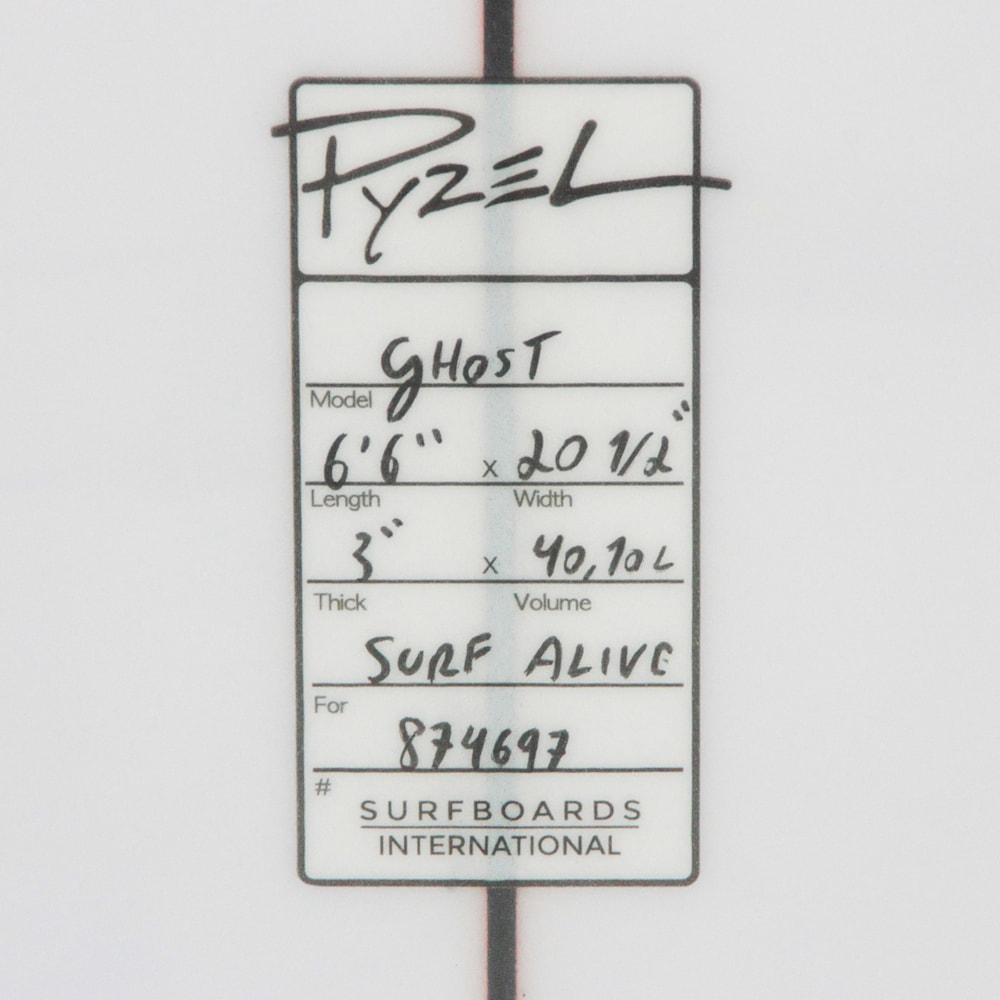 PYZEL
GHOST
Model
6'6" x 20 1/2"
Length Width
3" x 40,10L
Thick Volume
SURF ALIVE
For
874697
#
SURFBOARDS
INTERNATIONAL